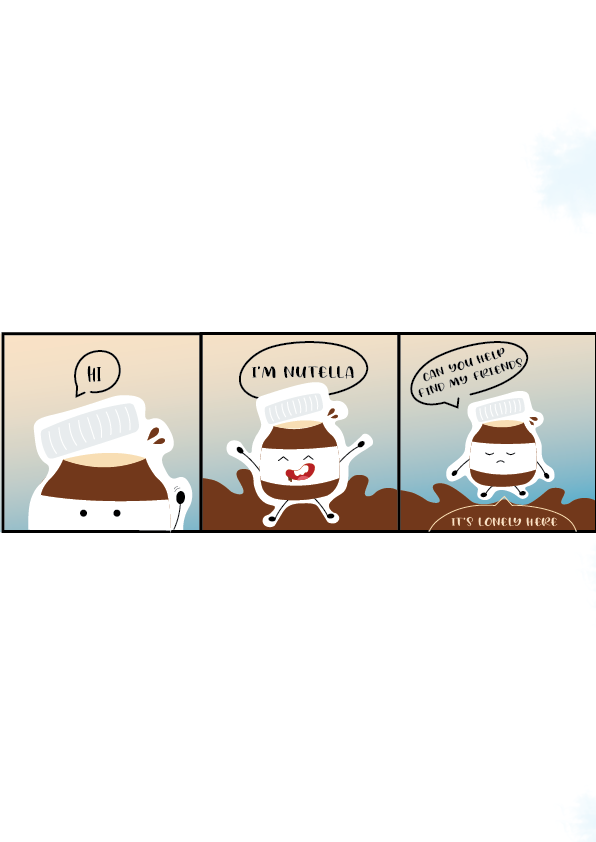 HI
I'M NUTELLA
CAN YOU HELP
FIND MY FRIENDS
IT'S LONELY HERE